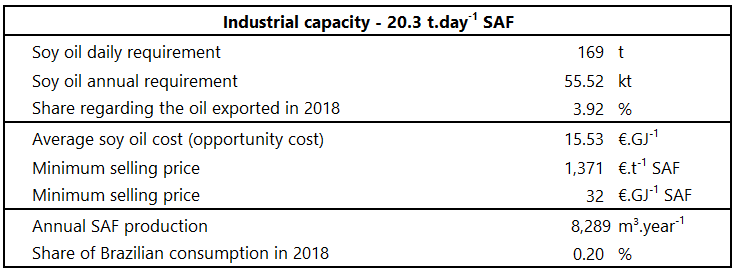 Industrial capacity - 20.3 t.day⁻¹ SAF
Soy oil daily requirement 169 t
Soy oil annual requirement 55.52 kt
Share regarding the oil exported in 2018 3.92 %
Average soy oil cost (opportunity cost) 15.53 €.GJ⁻¹
Minimum selling price 1,371 €.t⁻¹ SAF
Minimum selling price 32 €.GJ⁻¹ SAF
Annual SAF production 8,289 m³.year⁻¹
Share of Brazilian consumption in 2018 0.20 %